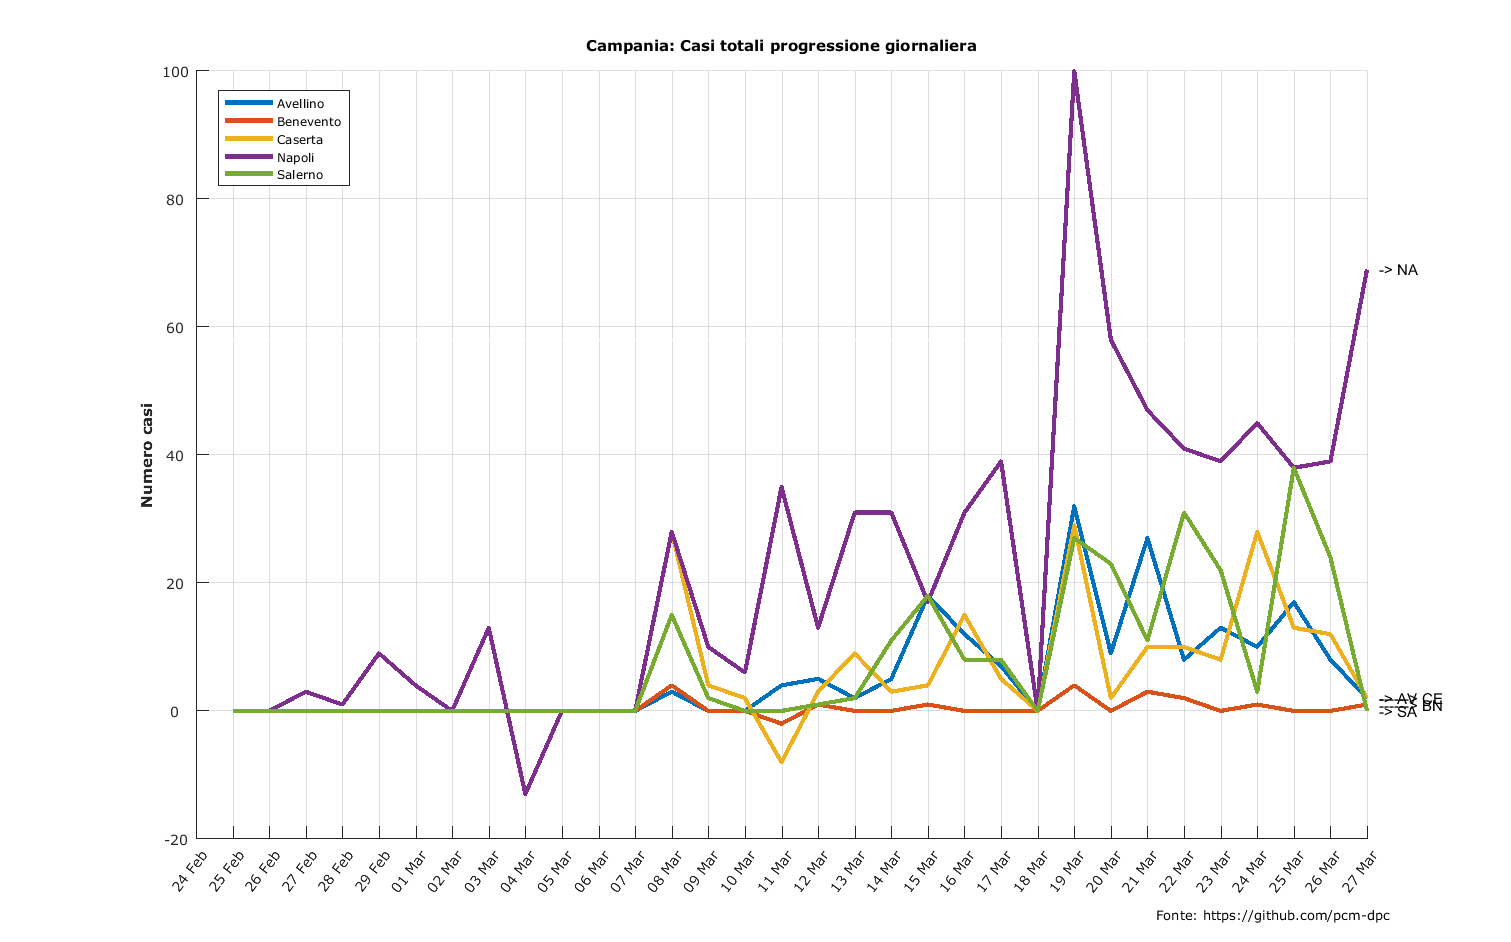 Campania: Casi totali progressione giornaliera
100
80
60
40
20
0
-20
Numero casi
Avellino
Benevento
Caserta
Napoli
Salerno
-> NA
-> AV CE
-> BN
-> SA
24 Feb
25 Feb
26 Feb
27 Feb
28 Feb
29 Feb
01 Mar
02 Mar
03 Mar
04 Mar
05 Mar
06 Mar
07 Mar
08 Mar
09 Mar
10 Mar
11 Mar
12 Mar
13 Mar
14 Mar
15 Mar
16 Mar
17 Mar
18 Mar
19 Mar
20 Mar
21 Mar
22 Mar
23 Mar
24 Mar
25 Mar
26 Mar
27 Mar
Fonte: https://github.com/pcm-dpc